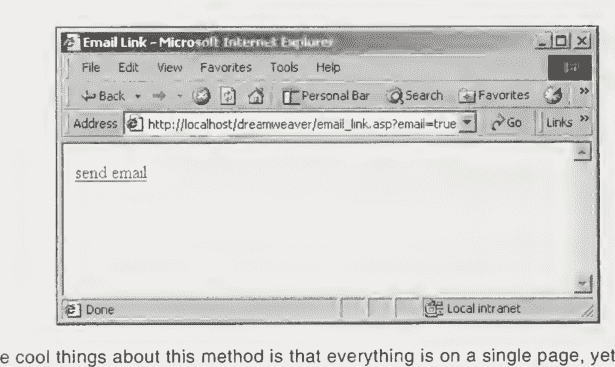 Email Link - Microsoft Internet Explorer
File Edit View Favorites Tools Help
Back Personal Bar Search Favorites »
Address http://localhost/dreamweaver/email_link.asp?email=true Go Links »
send email
Done Local intranet
e cool things about this method is that everything is on a single page, yet